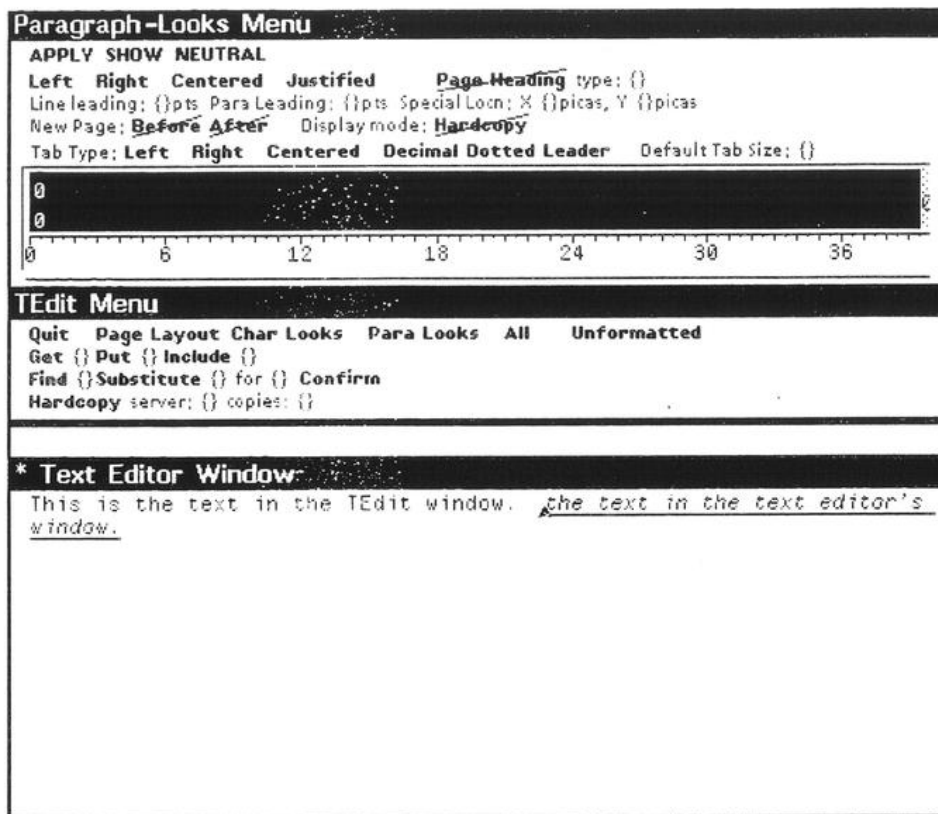 Paragraph-Looks Menu
APPLY SHOW NEUTRAL
Left Right Centered Justified Page Heading type: {}
Line leading: {}pts Para Leading: {}pts Special Locn: X {}picas, Y {}picas
New Page: Before After Display mode: Hardcopy
Tab Type: Left Right Centered Decimal Dotted Leader Default Tab Size: {}
0
0
0 6 12 18 24 30 36
TEdit Menu
Quit Page Layout Char Looks Para Looks All Unformatted
Get {} Put {} Include {}
Find {} Substitute {} for {} Confirm
Hardcopy server: {} copies: {}
* Text Editor Window
This is the text in the TEdit window. the text in the text editor's
window.